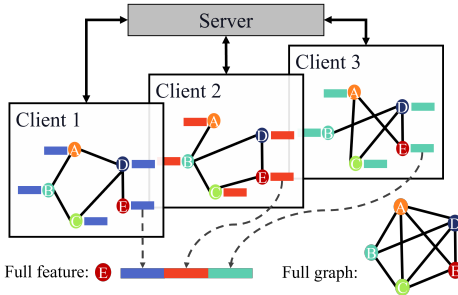 Server
Client 1
A
B
C
D
E
Client 2
A
B
C
D
E
Client 3
A
B
C
D
E
Full feature: E
Full graph:
A
B
C
D
E